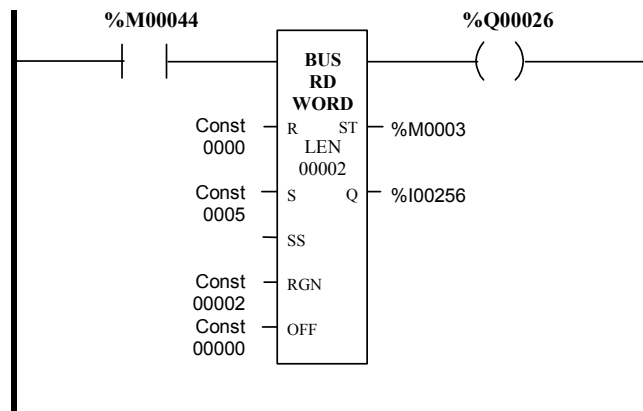 %M00044 %Q00026
BUS
RD
WORD
Const R ST %M0003
0000 LEN
00002
Const S Q %I00256
0005
SS
Const RGN
00002
Const OFF
00000